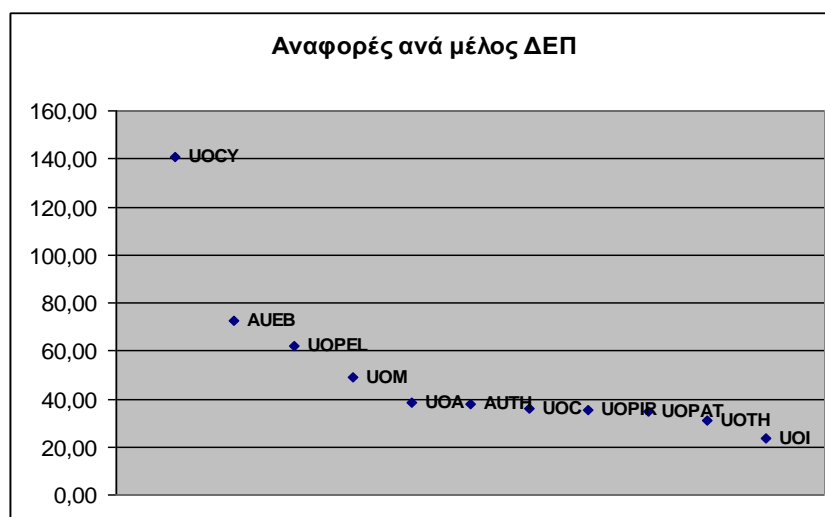 Αναφορές ανά μέλος ΔΕΠ
160,00
140,00
120,00
100,00
80,00
60,00
40,00
20,00
0,00
UOCY
AUEB
UOPEL
UOM
UOA
AUTH
UOC
UOPIR
UOPAT
UOTH
UOI